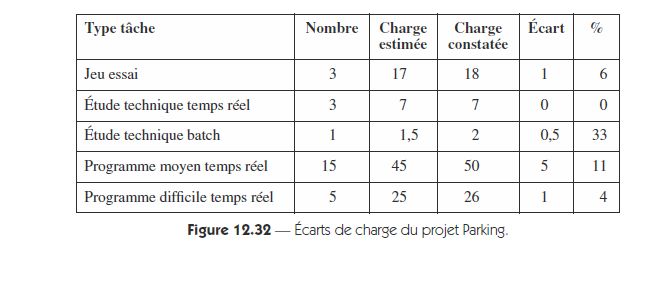 Type tâche Nombre Charge estimée Charge constatée Écart %
Jeu essai 3 17 18 1 6
Étude technique temps réel 3 7 7 0 0
Étude technique batch 1 1,5 2 0,5 33
Programme moyen temps réel 15 45 50 5 11
Programme difficile temps réel 5 25 26 1 4
Figure 12.32 — Écarts de charge du projet Parking.